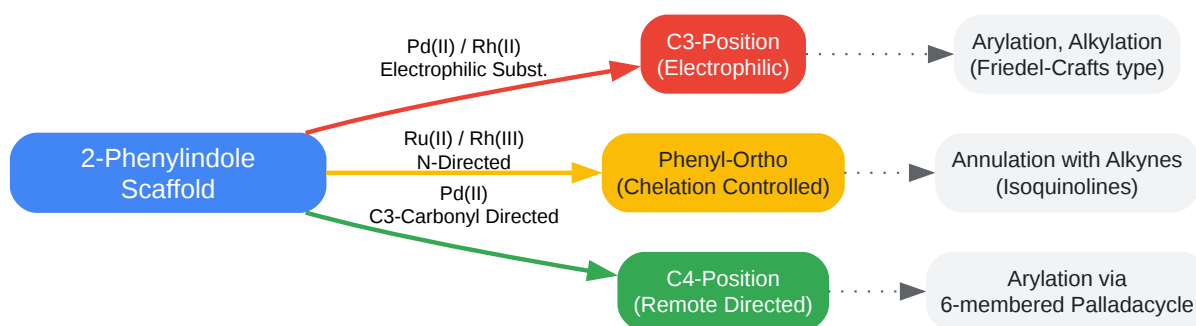 2-Phenylindole
Scaffold
Pd(II) / Rh(II)
Electrophilic Subst.
C3-Position
(Electrophilic)
Arylation, Alkylation
(Friedel-Crafts type)
Ru(II) / Rh(III)
N-Directed
Phenyl-Ortho
(Chelation Controlled)
Annulation with Alkynes
(Isoquinolines)
Pd(II)
C3-Carbonyl Directed
C4-Position
(Remote Directed)
Arylation via
6-membered Palladacycle